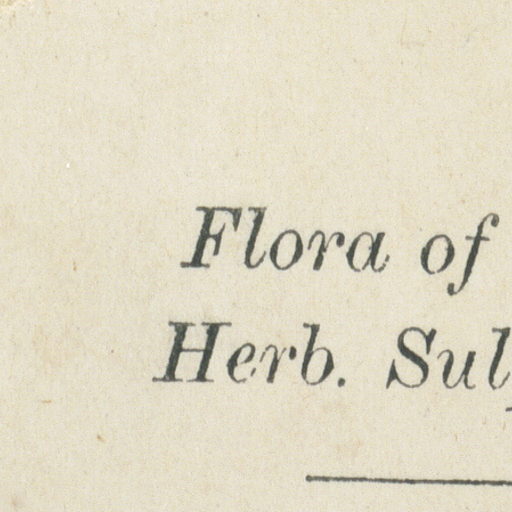 Flora of
Herb. Sul